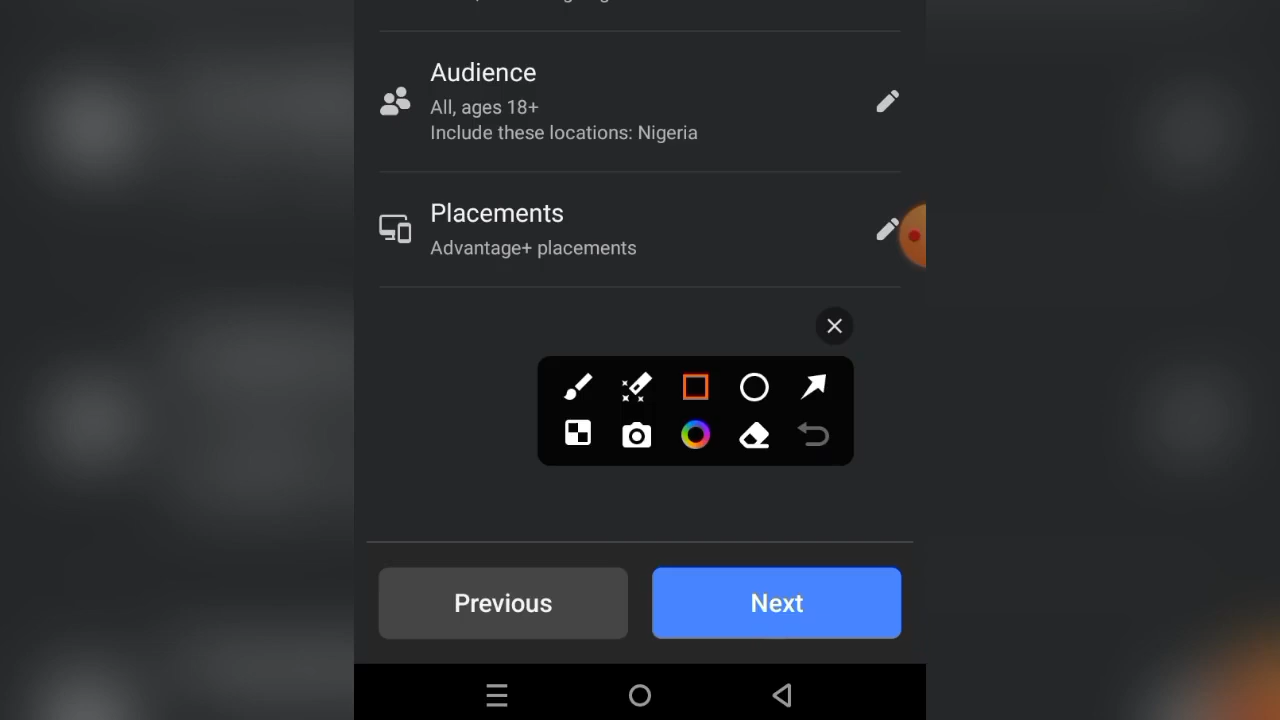 Audience
All, ages 18+
Include these locations: Nigeria
Placements
Advantage+ placements
Previous
Next